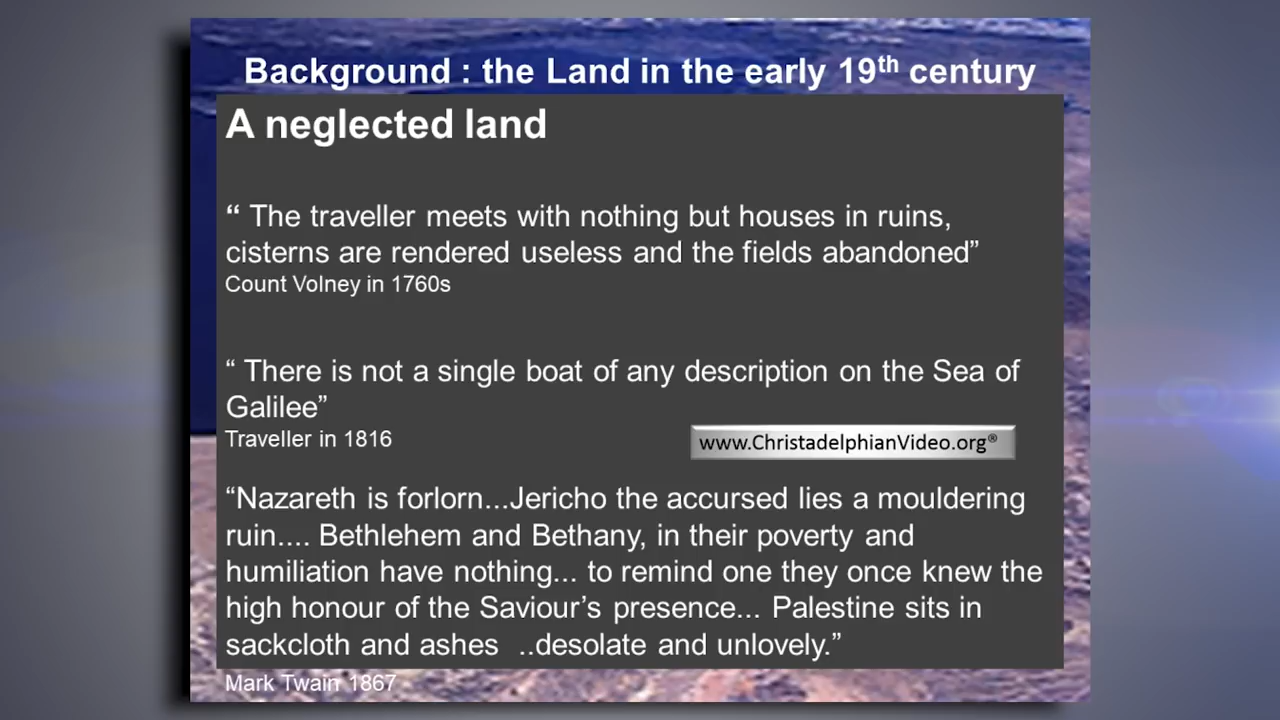 Background : the Land in the early 19th century
A neglected land
“ The traveller meets with nothing but houses in ruins,
cisterns are rendered useless and the fields abandoned”
Count Volney in 1760s
“ There is not a single boat of any description on the Sea of
Galilee”
Traveller in 1816
www.ChristadelphianVideo.org®
“Nazareth is forlorn...Jericho the accursed lies a mouldering
ruin.... Bethlehem and Bethany, in their poverty and
humiliation have nothing... to remind one they once knew the
high honour of the Saviour’s presence... Palestine sits in
sackcloth and ashes ..desolate and unlovely.”
Mark Twain 1867